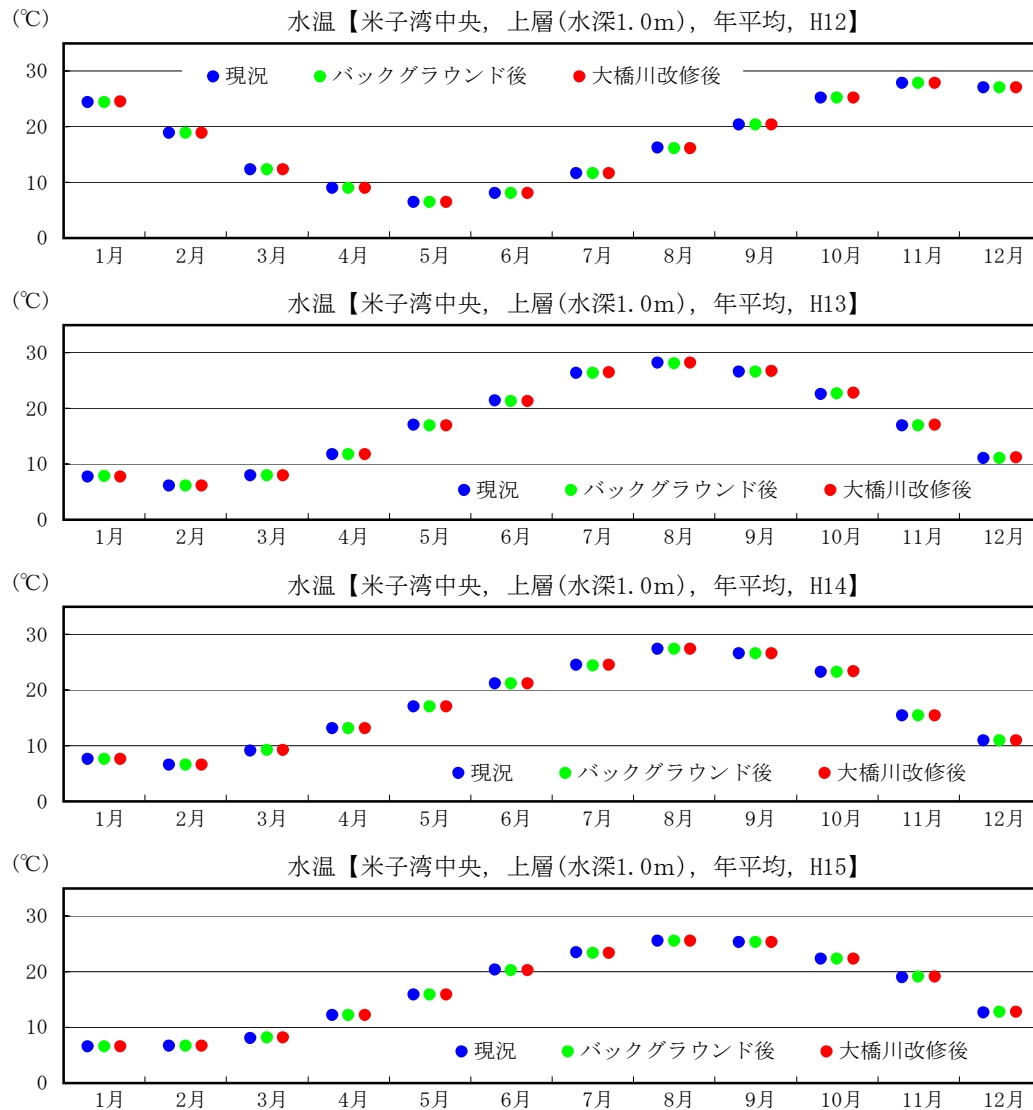 (℃) 水温【米子湾中央, 上層(水深1.0m), 年平均, H12】
30 ●現況 ●バックグラウンド後 ●大橋川改修後
20
10
0
1月 2月 3月 4月 5月 6月 7月 8月 9月 10月 11月 12月
(℃) 水温【米子湾中央, 上層(水深1.0m), 年平均, H13】
30
20
10
●現況 ●バックグラウンド後 ●大橋川改修後
0
1月 2月 3月 4月 5月 6月 7月 8月 9月 10月 11月 12月
(℃) 水温【米子湾中央, 上層(水深1.0m), 年平均, H14】
30
20
10
●現況 ●バックグラウンド後 ●大橋川改修後
0
1月 2月 3月 4月 5月 6月 7月 8月 9月 10月 11月 12月
(℃) 水温【米子湾中央, 上層(水深1.0m), 年平均, H15】
30
20
10
●現況 ●バックグラウンド後 ●大橋川改修後
0
1月 2月 3月 4月 5月 6月 7月 8月 9月 10月 11月 12月